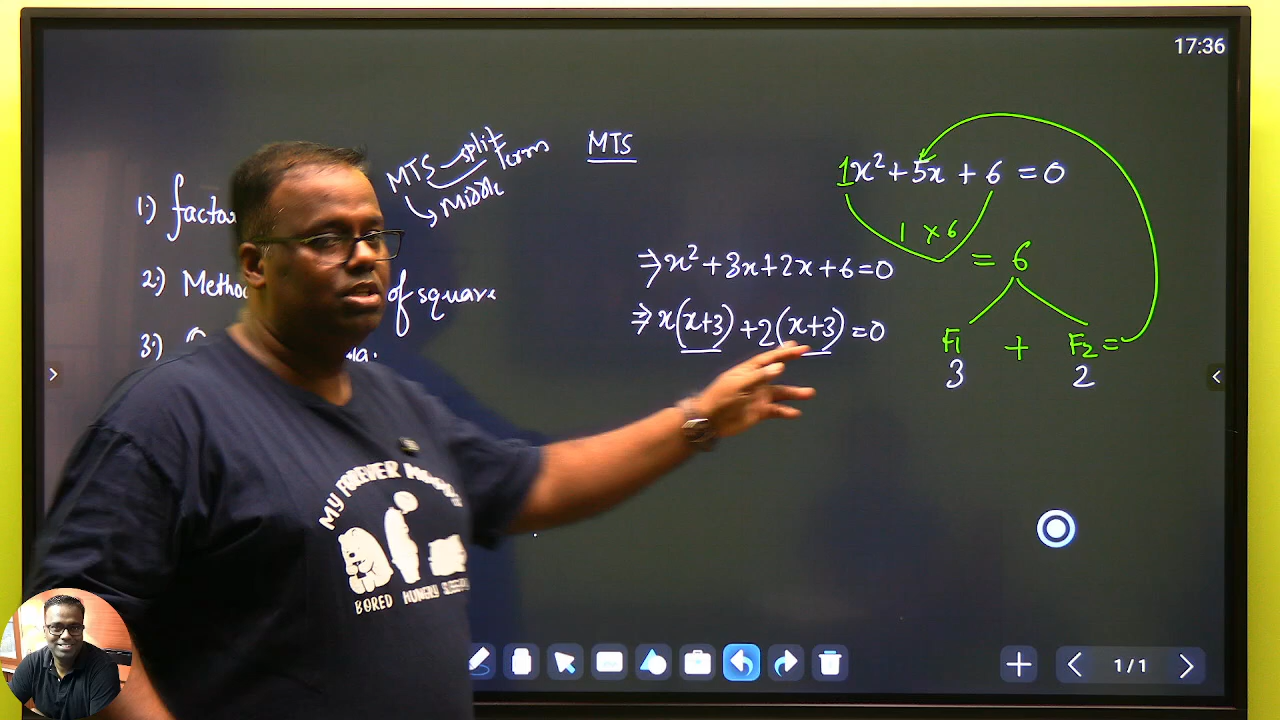 17:36
MTS split term
Middle
MTS
1·) factor
2·) Metho of square
3·)
1x² + 5x + 6 = 0
1 × 6
= 6
F1 + F2 =
3 2
⇒ x² + 3x + 2x + 6 = 0
⇒ x(x+3) + 2(x+3) = 0
MY FOREVER
BORED HUNGRY
1/1